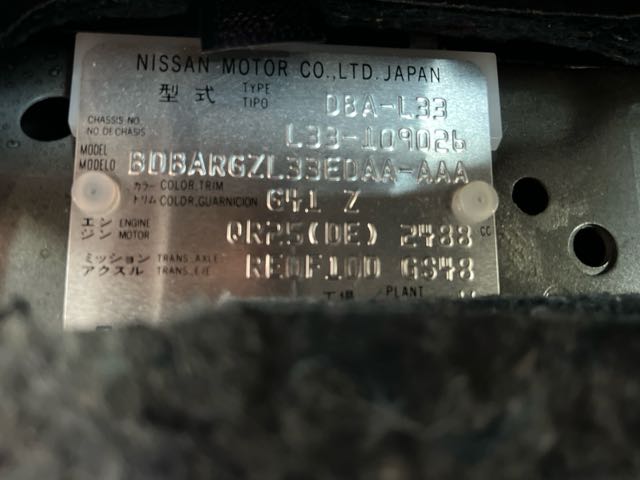 NISSAN MOTOR CO.,LTD.JAPAN
型式 TYPE TIPO DBA-L33
CHASSIS NO. NO DE CHASIS L33-109026
MODEL MODELO BDBARGZL33EDAA-AAA
カラー COLOR,TRIM
トリム COLOR,GUARNICION G41 Z
エンジン ENGINE MOTOR QR25(DE) 2488 CC
ミッション TRANS.,AXLE
アクスル TRANS.,EJE RE0F10D GS48
工場 / PLANT